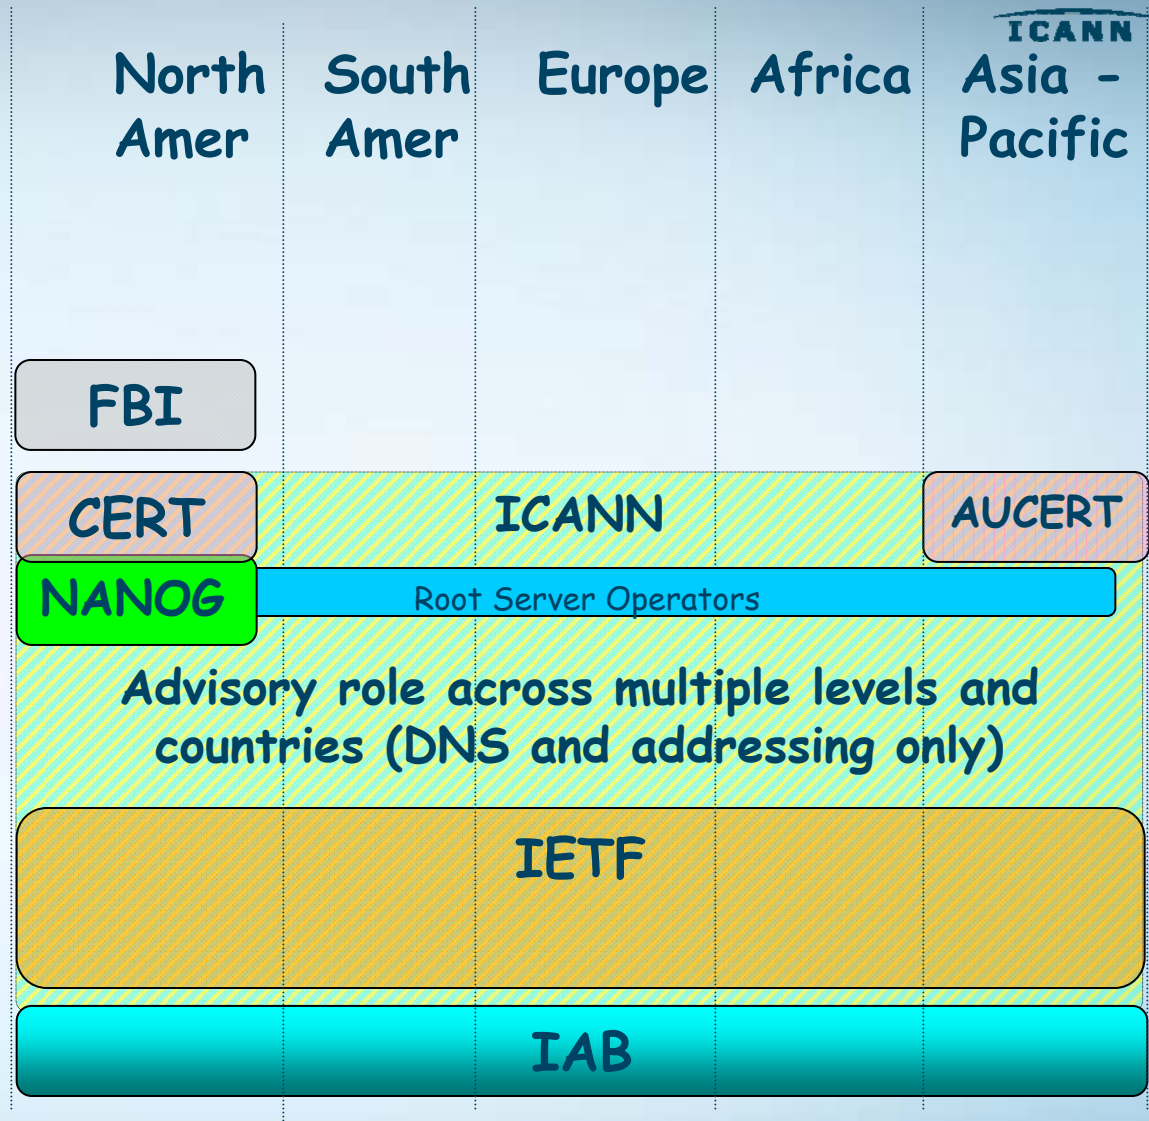 ICANN
North South Europe Africa Asia -
Amer Amer Pacific
FBI
CERT ICANN AUCERT
NANOG Root Server Operators
Advisory role across multiple levels and
countries (DNS and addressing only)
IETF
IAB